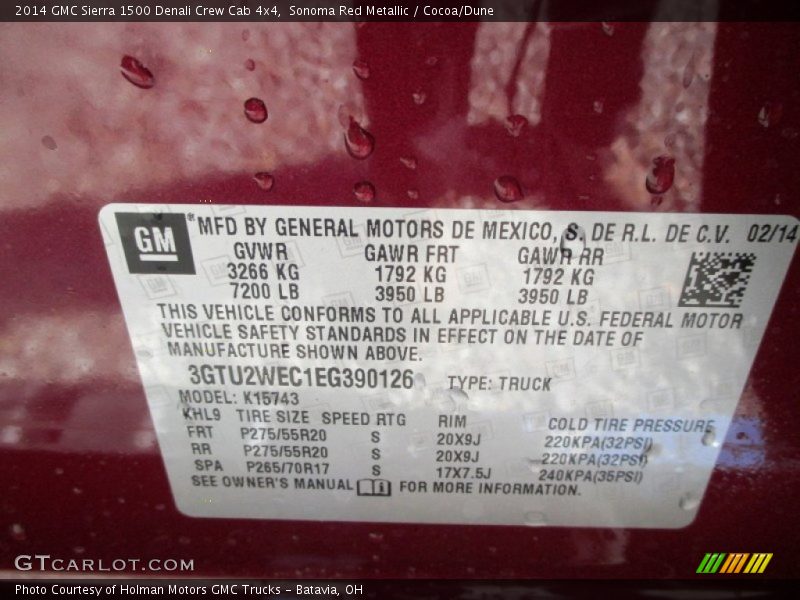 2014 GMC Sierra 1500 Denali Crew Cab 4x4, Sonoma Red Metallic / Cocoa/Dune
GM
® MFD BY GENERAL MOTORS DE MEXICO, S. DE R.L. DE C.V. 02/14
GVWR GAWR FRT GAWR RR
3266 KG 1792 KG 1792 KG
7200 LB 3950 LB 3950 LB
THIS VEHICLE CONFORMS TO ALL APPLICABLE U.S. FEDERAL MOTOR
VEHICLE SAFETY STANDARDS IN EFFECT ON THE DATE OF
MANUFACTURE SHOWN ABOVE.
3GTU2WEC1EG390126 TYPE: TRUCK
MODEL: K15743
KHL9 TIRE SIZE SPEED RTG RIM COLD TIRE PRESSURE
FRT P275/55R20 S 20X9J 220KPA(32PSI)
RR P275/55R20 S 20X9J 220KPA(32PSI)
SPA P265/70R17 S 17X7.5J 240KPA(35PSI)
SEE OWNER'S MANUAL FOR MORE INFORMATION.
GTCARLOT.COM
Photo Courtesy of Holman Motors GMC Trucks - Batavia, OH